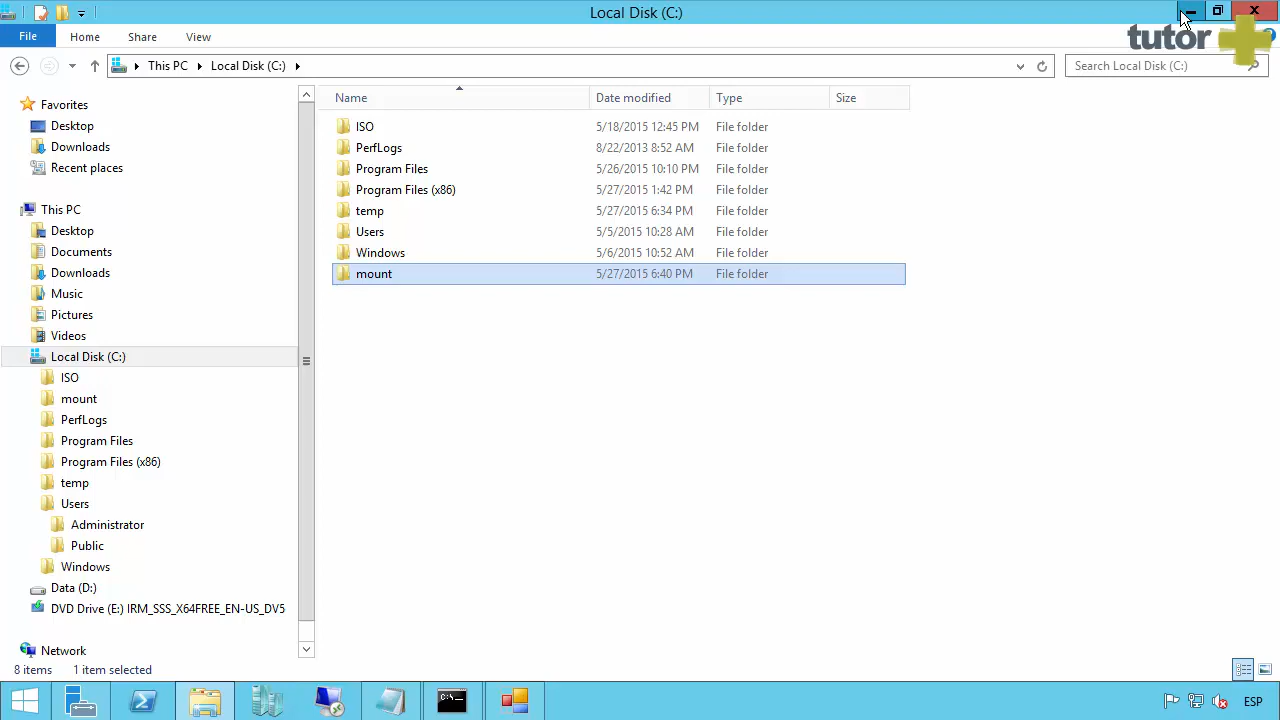 Local Disk (C:)
tutor
File Home Share View
This PC Local Disk (C:) Search Local Disk (C:)
Name Date modified Type Size
Favorites
Desktop
Downloads
Recent places
This PC
Desktop
Documents
Downloads
Music
Pictures
Videos
Local Disk (C:)
ISO
mount
PerfLogs
Program Files
Program Files (x86)
temp
Users
Administrator
Public
Windows
Data (D:)
DVD Drive (E:) IRM_SSS_X64FREE_EN-US_DV5
Network
ISO 5/18/2015 12:45 PM File folder
PerfLogs 8/22/2013 8:52 AM File folder
Program Files 5/26/2015 10:10 PM File folder
Program Files (x86) 5/27/2015 1:42 PM File folder
temp 5/27/2015 6:34 PM File folder
Users 5/5/2015 10:28 AM File folder
Windows 5/6/2015 10:52 AM File folder
mount 5/27/2015 6:40 PM File folder
8 items 1 item selected
ESP